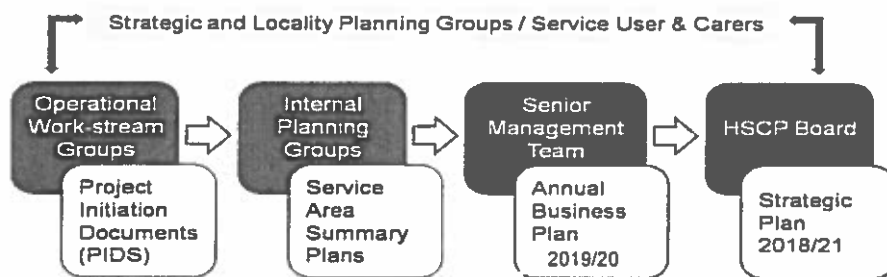 Strategic and Locality Planning Groups / Service User & Carers
Operational
Work-stream
Groups
Project
Initiation
Documents
(PIDS)
Internal
Planning
Groups
Service
Area
Summary
Plans
Senior
Management
Team
Annual
Business
Plan
2019/20
HSCP Board
Strategic
Plan
2018/21